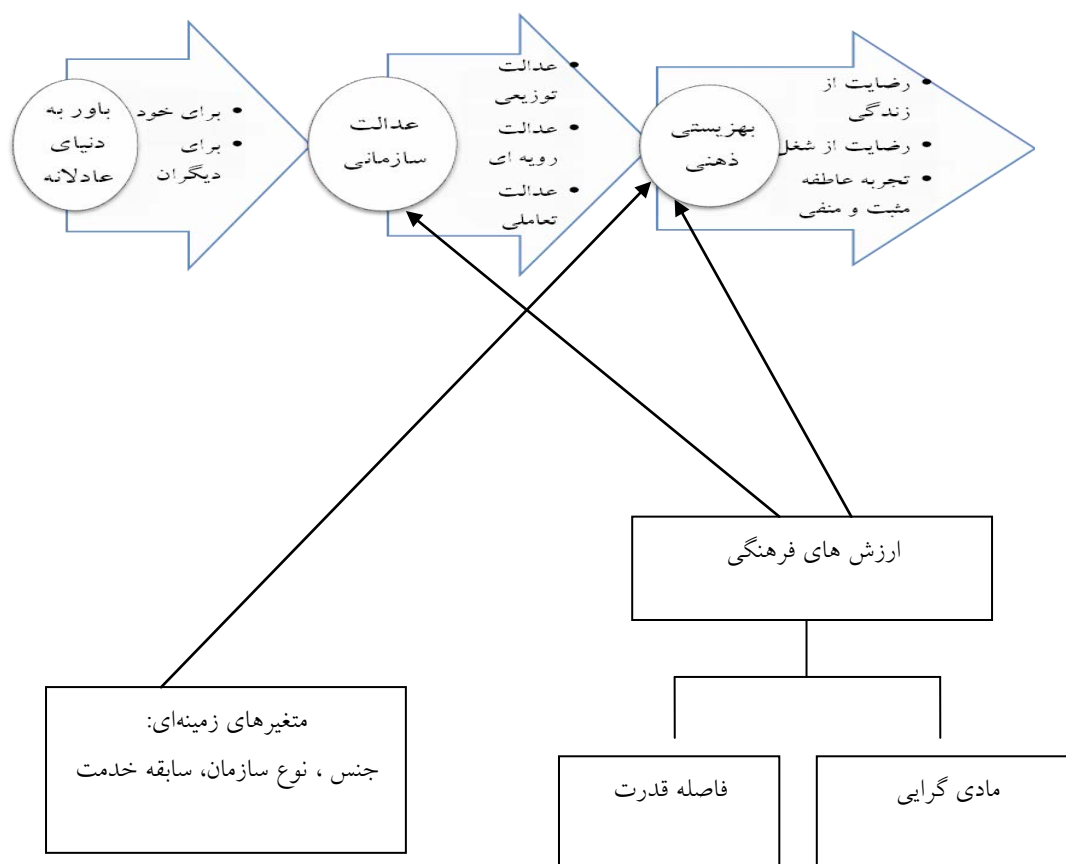 باور به
دنیای
عادلانه
• برای خود
• برای
دیگران
عدالت
سازمانی
• عدالت
توزیعی
• عدالت
رویه ای
• عدالت
تعاملی
بهزیستی
ذهنی
• رضایت از
زندگی
• رضایت از شغل
• تجربه عاطفه
مثبت و منفی
ارزش های فرهنگی
متغیرهای زمینه‌ای:
جنس ، نوع سازمان، سابقه خدمت
فاصله قدرت
مادی گرایی